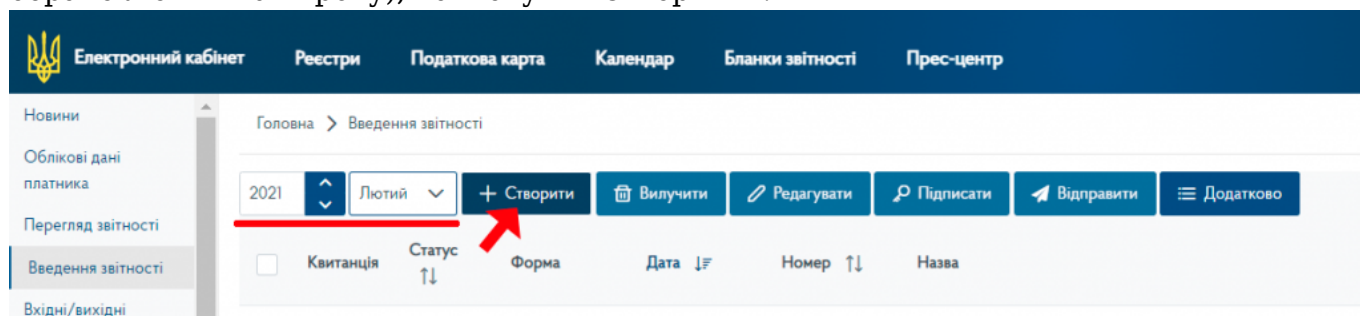 Електронний кабінет Реєстри Податкова карта Календар Бланки звітності Прес-центр
Новини
Головна > Введення звітності
Облікові дані
платника
2021 Лютий + Створити Вилучити Редагувати Підписати Відправити Додатково
Перегляд звітності
Введення звітності
Квитанція Статус Форма Дата Номер Назва
Вхідні/вихідні